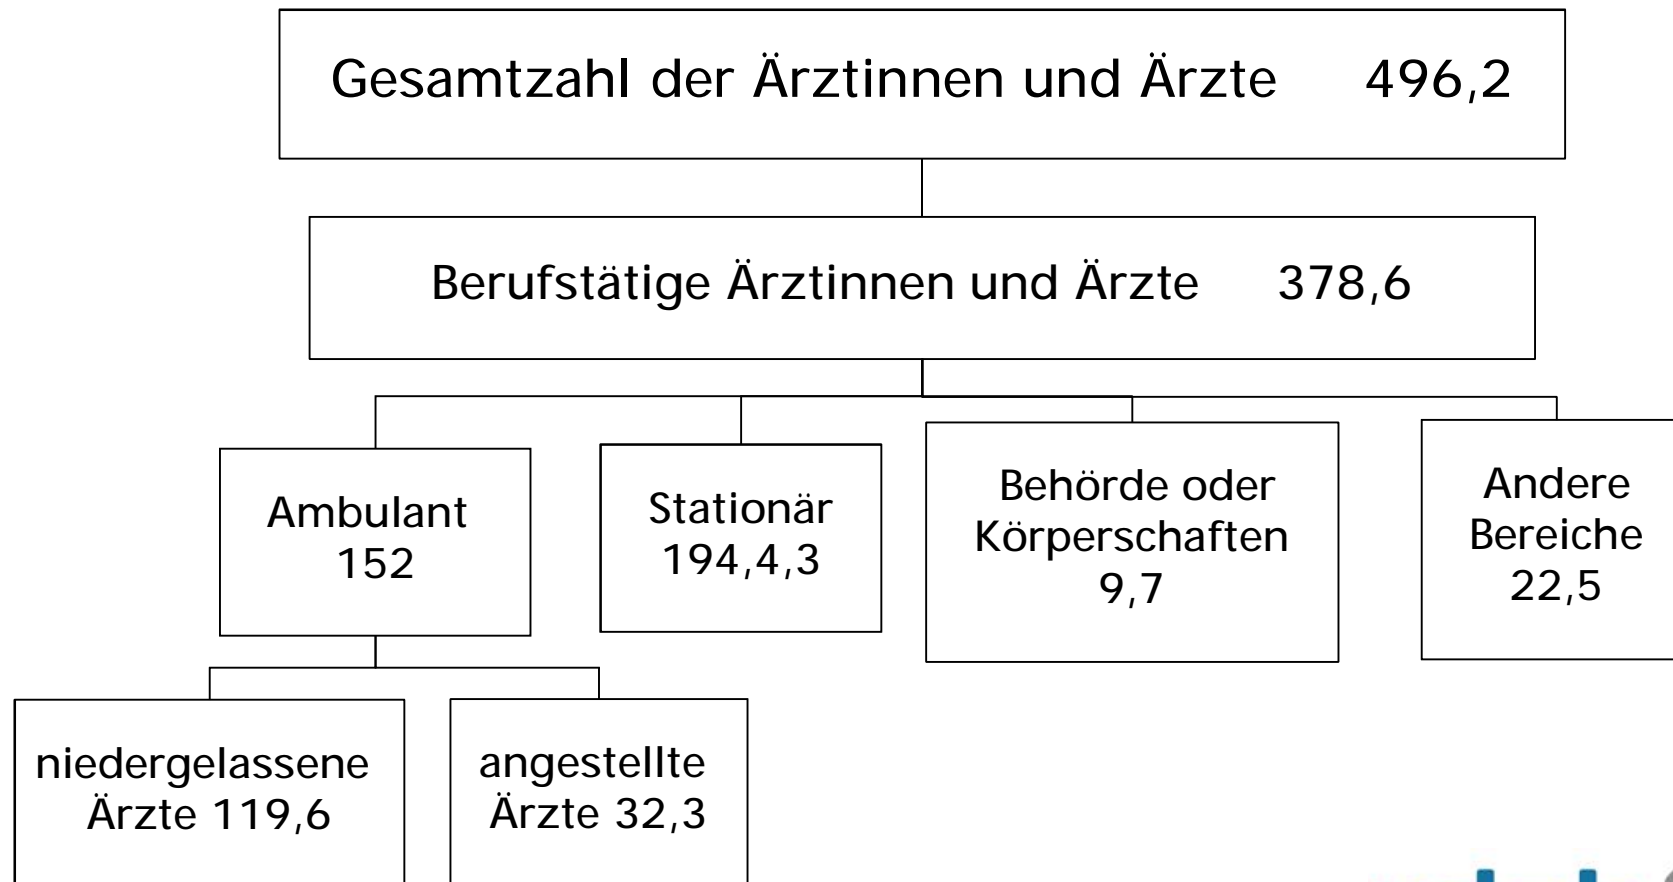 Gesamtzahl der Ärztinnen und Ärzte 496,2
Berufstätige Ärztinnen und Ärzte 378,6
Ambulant
152
Stationär
194,4,3
Behörde oder
Körperschaften
9,7
Andere
Bereiche
22,5
niedergelassene
Ärzte 119,6
angestellte
Ärzte 32,3